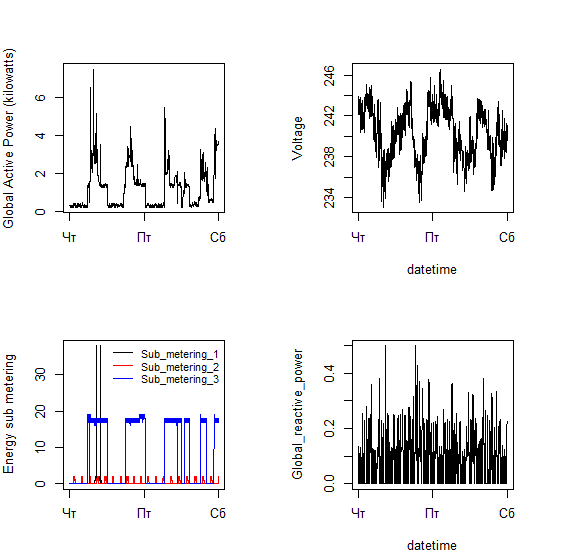 Global Active Power (kilowatts)
0 2 4 6
Чт Пт Сб
Voltage
234 238 242 246
Чт Пт Сб
datetime
Energy sub metering
0 10 20 30
Sub_metering_1
Sub_metering_2
Sub_metering_3
Чт Пт Сб
Global_reactive_power
0.0 0.2 0.4
Чт Пт Сб
datetime